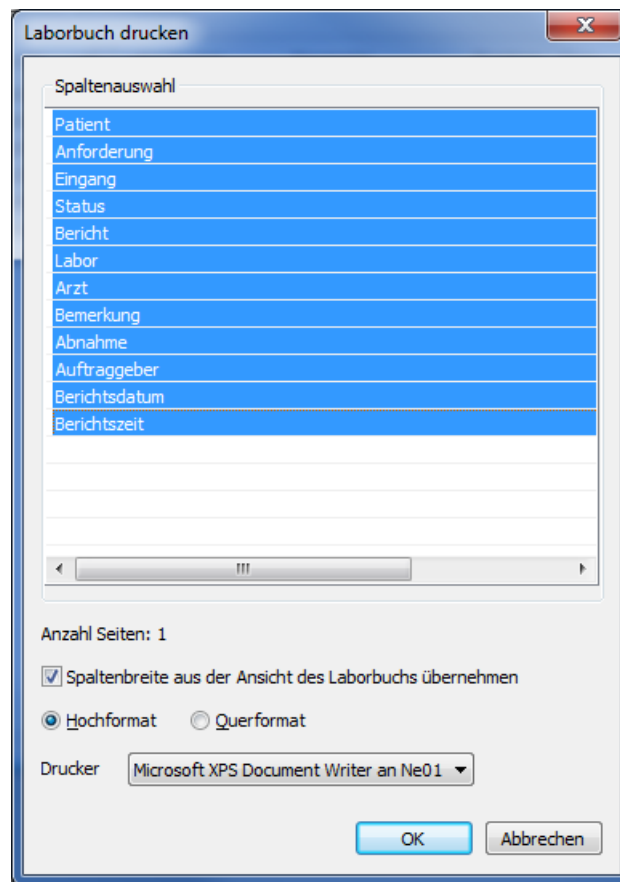 Laborbuch drucken
Spaltenauswahl
Patient
Anforderung
Eingang
Status
Bericht
Labor
Arzt
Bemerkung
Abnahme
Auftraggeber
Berichtsdatum
Berichtszeit
Anzahl Seiten: 1
Spaltenbreite aus der Ansicht des Laborbuchs übernehmen
Hochformat Querformat
Drucker Microsoft XPS Document Writer an Ne01
OK Abbrechen